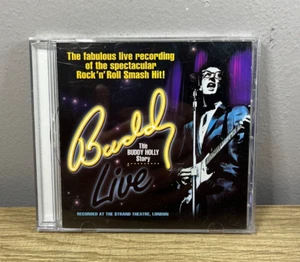 The fabulous live recording
of the spectacular
Rock'n'Roll Smash Hit!
Buddy
The
BUDDY HOLLY
Story
Live
RECORDED AT THE STRAND THEATRE, LONDON